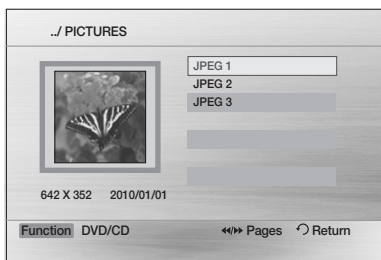 ../ PICTURES
JPEG 1
JPEG 2
JPEG 3
642 X 352 2010/01/01
Function DVD/CD ◄◄/►► Pages Return